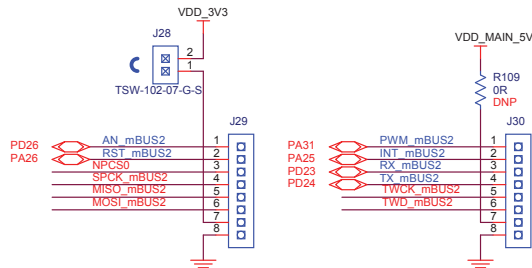 VDD_3V3
J28
2
1
TSW-102-07-G-S
VDD_MAIN_5V
R109
0R
DNP
J29
PD26 AN_mBUS2 1
PA26 RST_mBUS2 2
NPCS0 3
SPCK_mBUS2 4
MISO_mBUS2 5
MOSI_mBUS2 6
7
8
J30
PA31 PWM_mBUS2 1
PA25 INT_mBUS2 2
PD23 RX_mBUS2 3
PD24 TX_mBUS2 4
TWCK_mBUS2 5
TWD_mBUS2 6
7
8